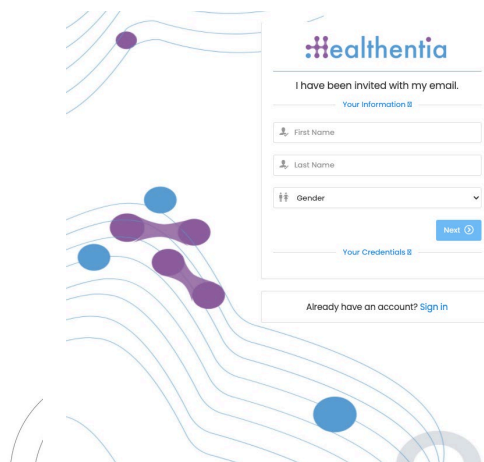 Healthentia
I have been invited with my email.
Your Information
First Name
Last Name
Gender
Next
Your Credentials
Already have an account? Sign in